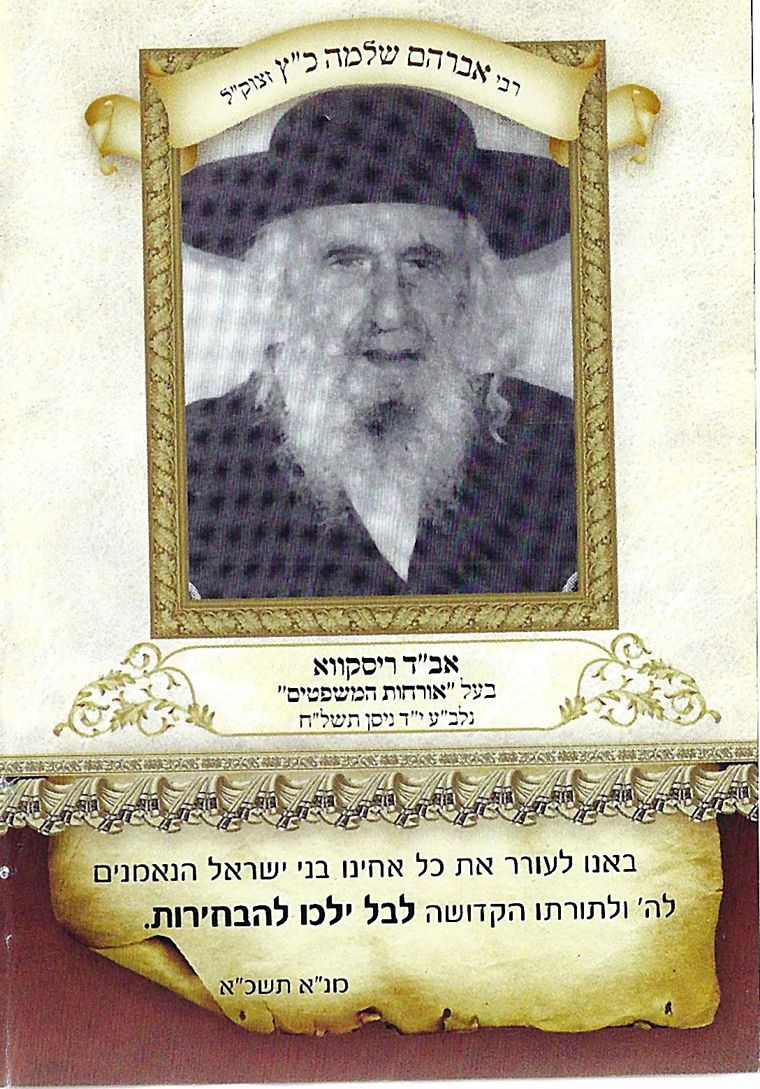 רבי אברהם שלמה כ"ץ זצוק"ל
אב"ד ריסקווא
בעל "אורחות המשפטים"
נלב"ע י"ד ניסן תשל"ח
באנו לעורר את כל אחינו בני ישראל הנאמנים
לה' ולתורתו הקדושה לבל ילכו להבחירות.
מנ"א תשכ"א